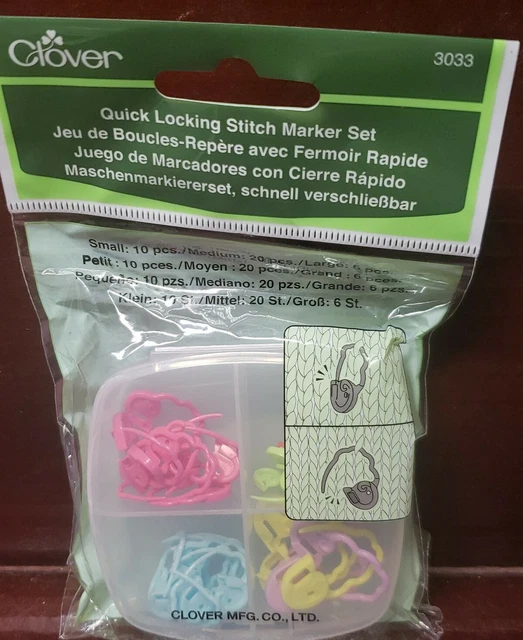 Clover
3033
Quick Locking Stitch Marker Set
Jeu de Boucles-Repère avec Fermoir Rapide
Juego de Marcadores con Cierre Rápido
Maschenmarkiererset, schnell verschließbar
Small: 10 pcs./Medium: 20 pcs./Large: 6 pcs.
Petit : 10 pces./Moyen : 20 pces./Grand : 6 pces.
Pequeño: 10 pzs./Mediano: 20 pzs./Grande: 6 pzs.
Klein: 10 St./Mittel: 20 St./Groß: 6 St.
CLOVER MFG. CO., LTD.